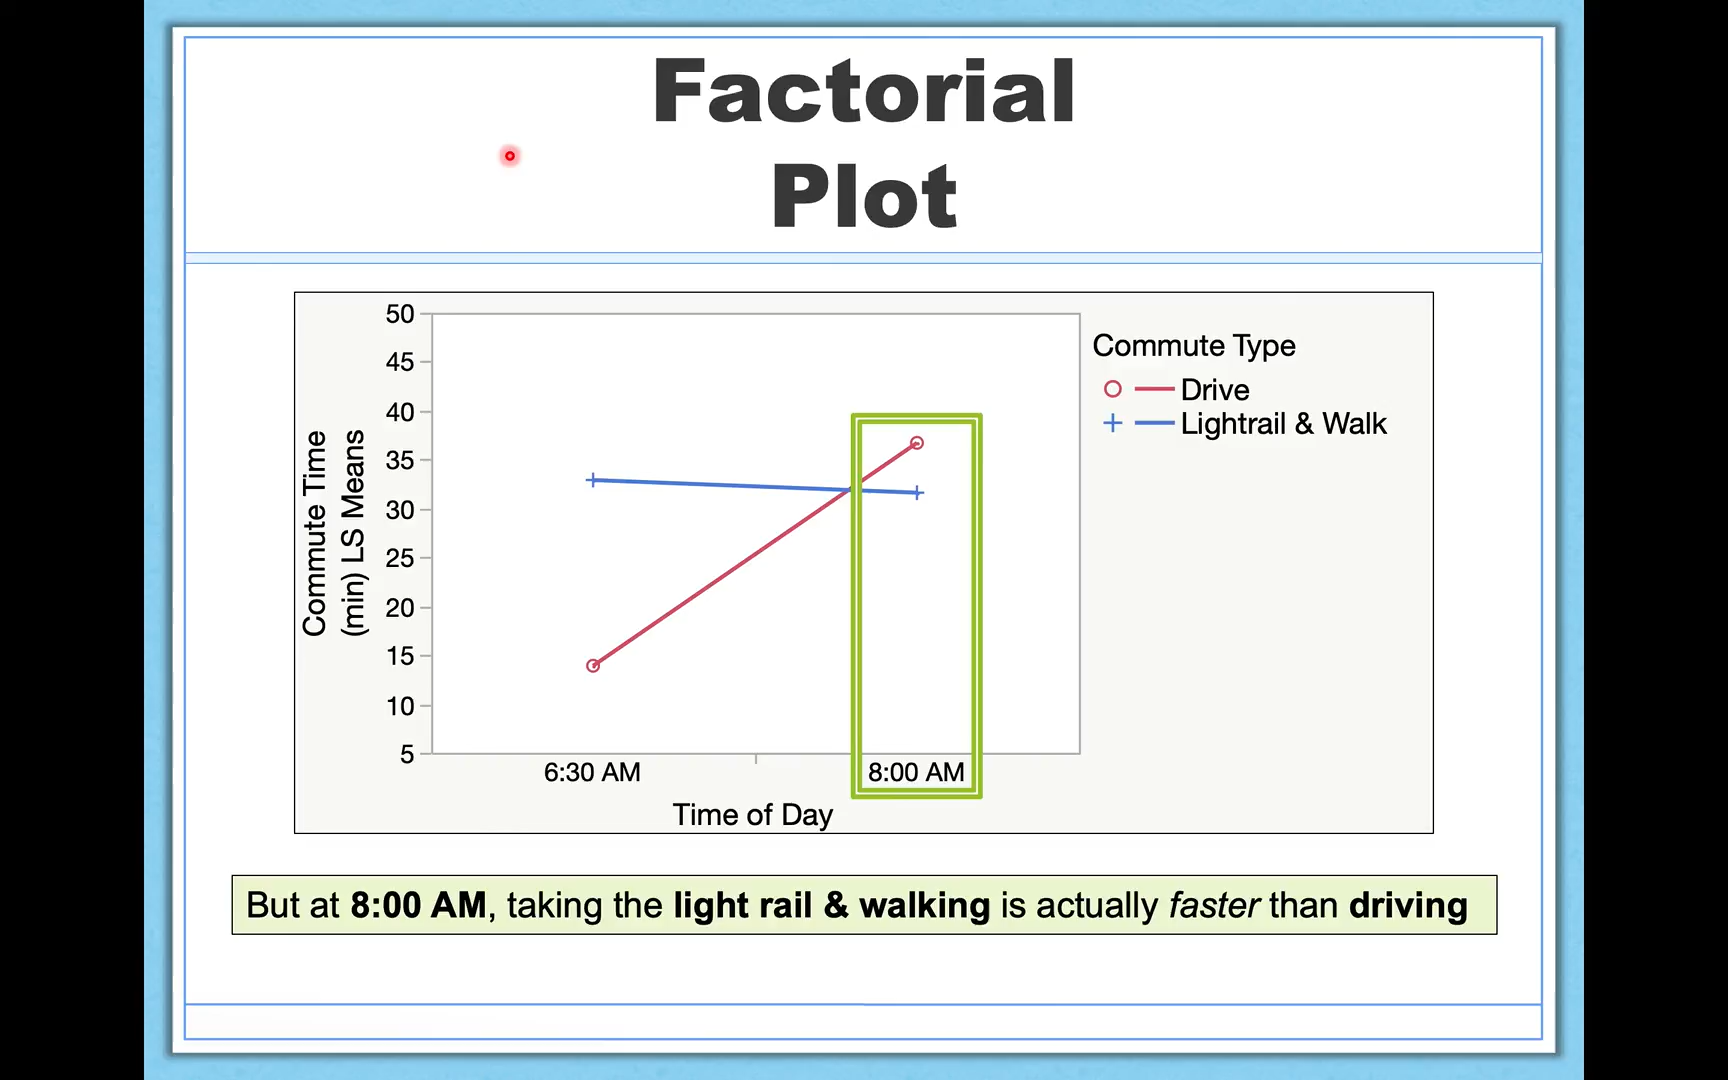 Factorial
Plot
50
45
40
35
30
25
20
15
10
5
Commute Time
(min) LS Means
6:30 AM
8:00 AM
Time of Day
Commute Type
Drive
Lightrail & Walk
But at 8:00 AM, taking the light rail & walking is actually faster than driving